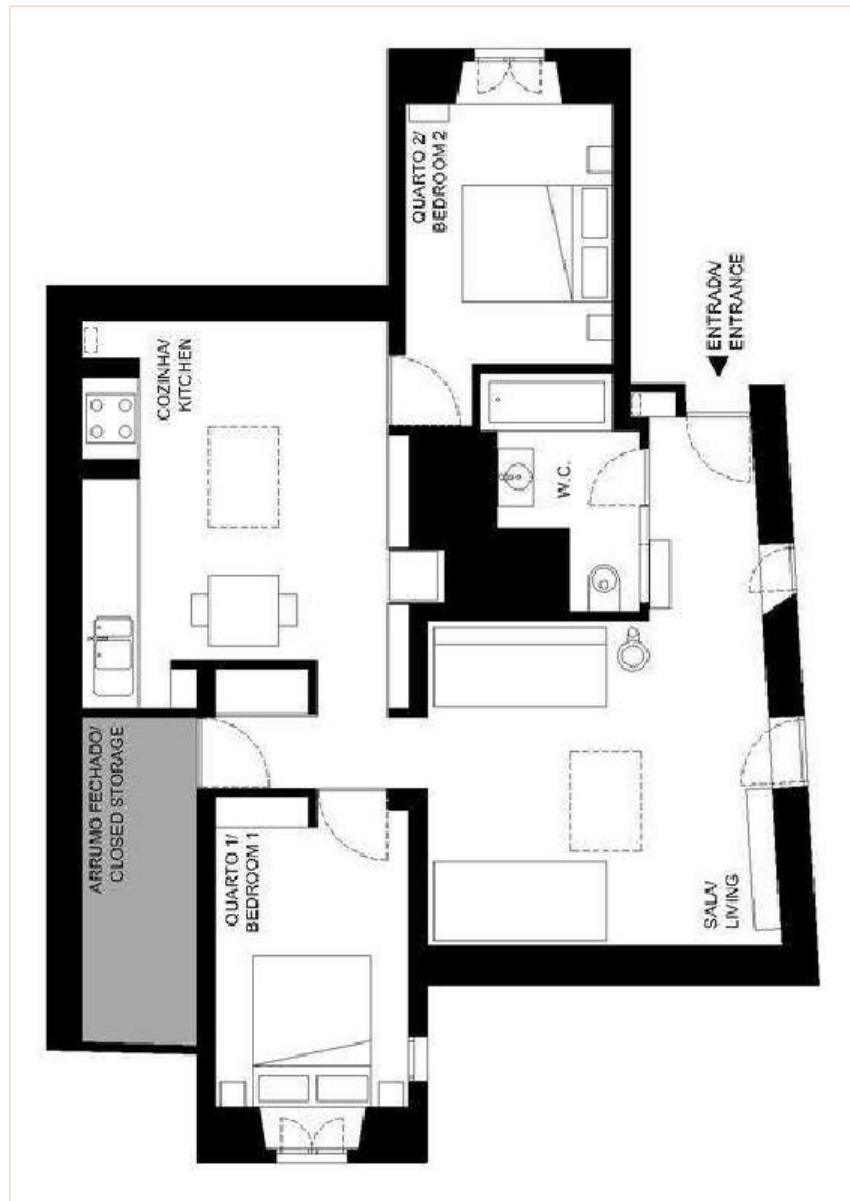 QUARTO 2/
BEDROOM 2
COZINHA/
KITCHEN
ENTRADA/
ENTRANCE
W.C.
ARRUMO FECHADO/
CLOSED STORAGE
QUARTO 1/
BEDROOM 1
SALA/
LIVING